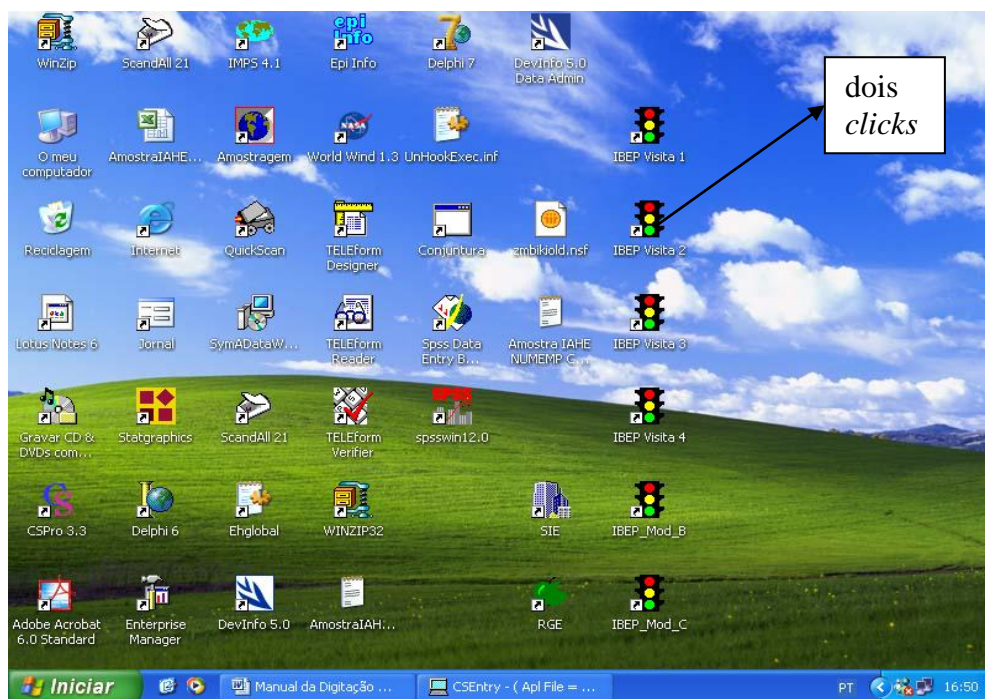 WinZip
ScandAll 21
IMPS 4.1
epi
Info
Epi Info
7
Delphi 7
DevInfo 5.0
Data Admin
dois
clicks
O meu
computador
AmostraIAHE...
Amostragem
NASA
World Wind 1.3
UnHookExec.inf
IBEP Visita 1
Reciclagem
Internet
QuickScan
TELEform
Designer
Conjuntura
zmbikiold.nsf
IBEP Visita 2
Lotus Notes 6
Jornal
SymADataW...
TELEform
Reader
Spss Data
Entry B...
Amostra IAHE
NUMEMP C...
IBEP Visita 3
Gravar CD &
DVDs com...
Statgraphics
ScandAll 21
TELEform
Verifier
SPSS
spsswin12.0
IBEP Visita 4
CS
CSPro 3.3
Delphi 6
Ehglobal
WINZIP32
SIE
IBEP_Mod_B
Adobe Acrobat
6.0 Standard
Enterprise
Manager
DevInfo 5.0
AmostraIAH...
RGE
IBEP_Mod_C
Iniciar
Manual da Digitação ...
CSEntry - ( Apl File = ...
PT
16:50